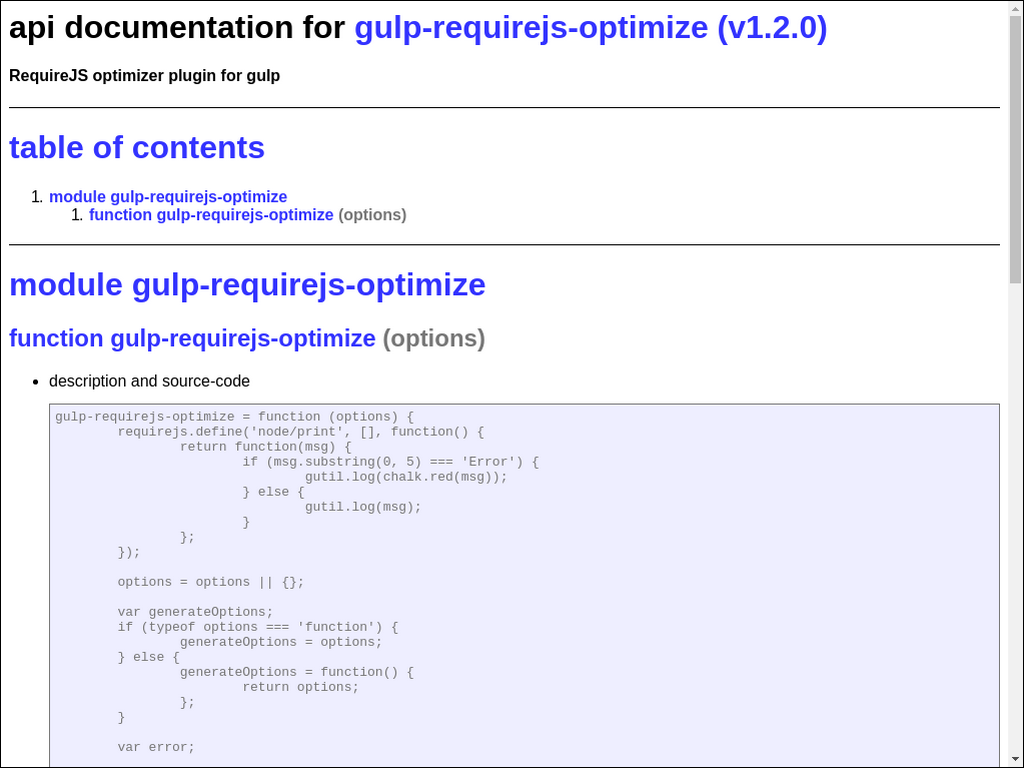 api documentation for gulp-requirejs-optimize (v1.2.0)
RequireJS optimizer plugin for gulp
table of contents
1. module gulp-requirejs-optimize
1. function gulp-requirejs-optimize (options)
module gulp-requirejs-optimize
function gulp-requirejs-optimize (options)
• description and source-code
gulp-requirejs-optimize = function (options) {
        requirejs.define('node/print', [], function() {
                return function(msg) {
                        if (msg.substring(0, 5) === 'Error') {
                                gutil.log(chalk.red(msg));
                        } else {
                                gutil.log(msg);
                        }
                };
        });
        options = options || {};
        var generateOptions;
        if (typeof options === 'function') {
                generateOptions = options;
        } else {
                generateOptions = function() {
                        return options;
                };
        }
        var error;